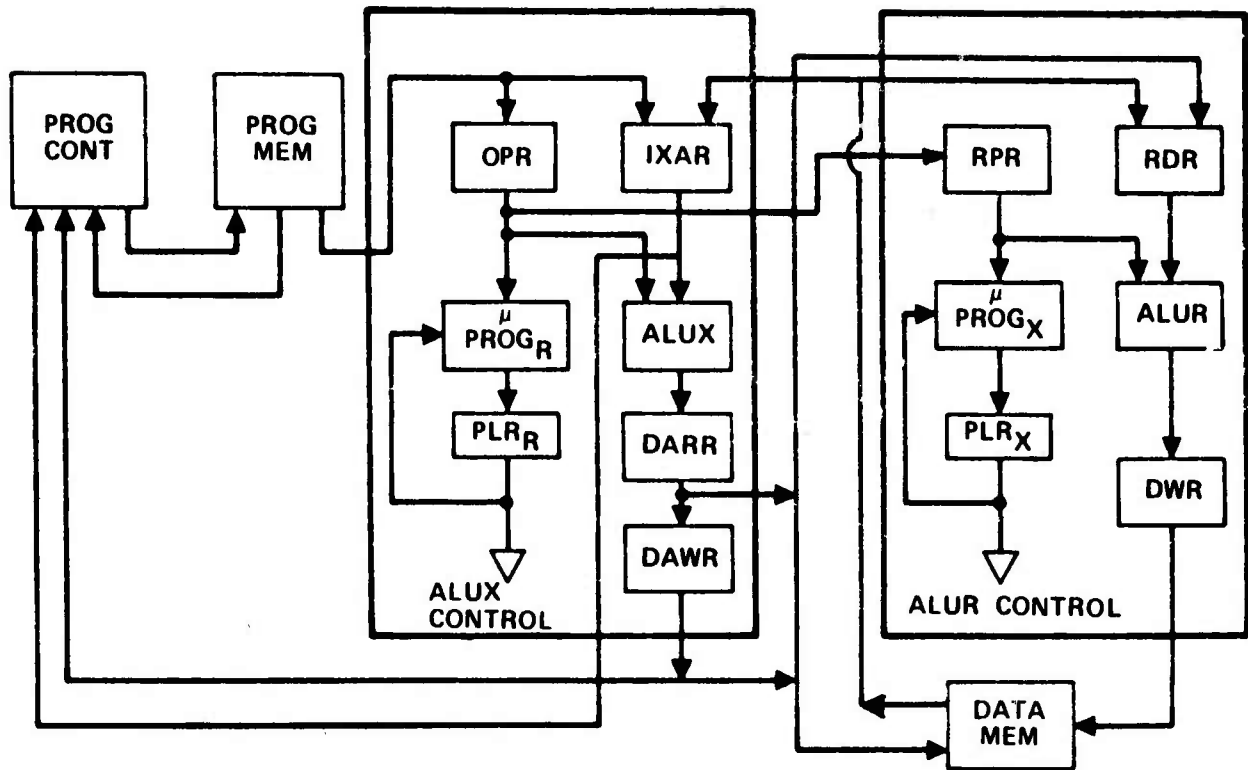 PROG
CONT
PROG
MEM
OPR
IXAR
μ
PROGR
ALUX
PLRR
DARR
DAWR
ALUX
CONTROL
RPR
RDR
μ
PROGX
ALUR
PLRX
DWR
ALUR CONTROL
DATA
MEM